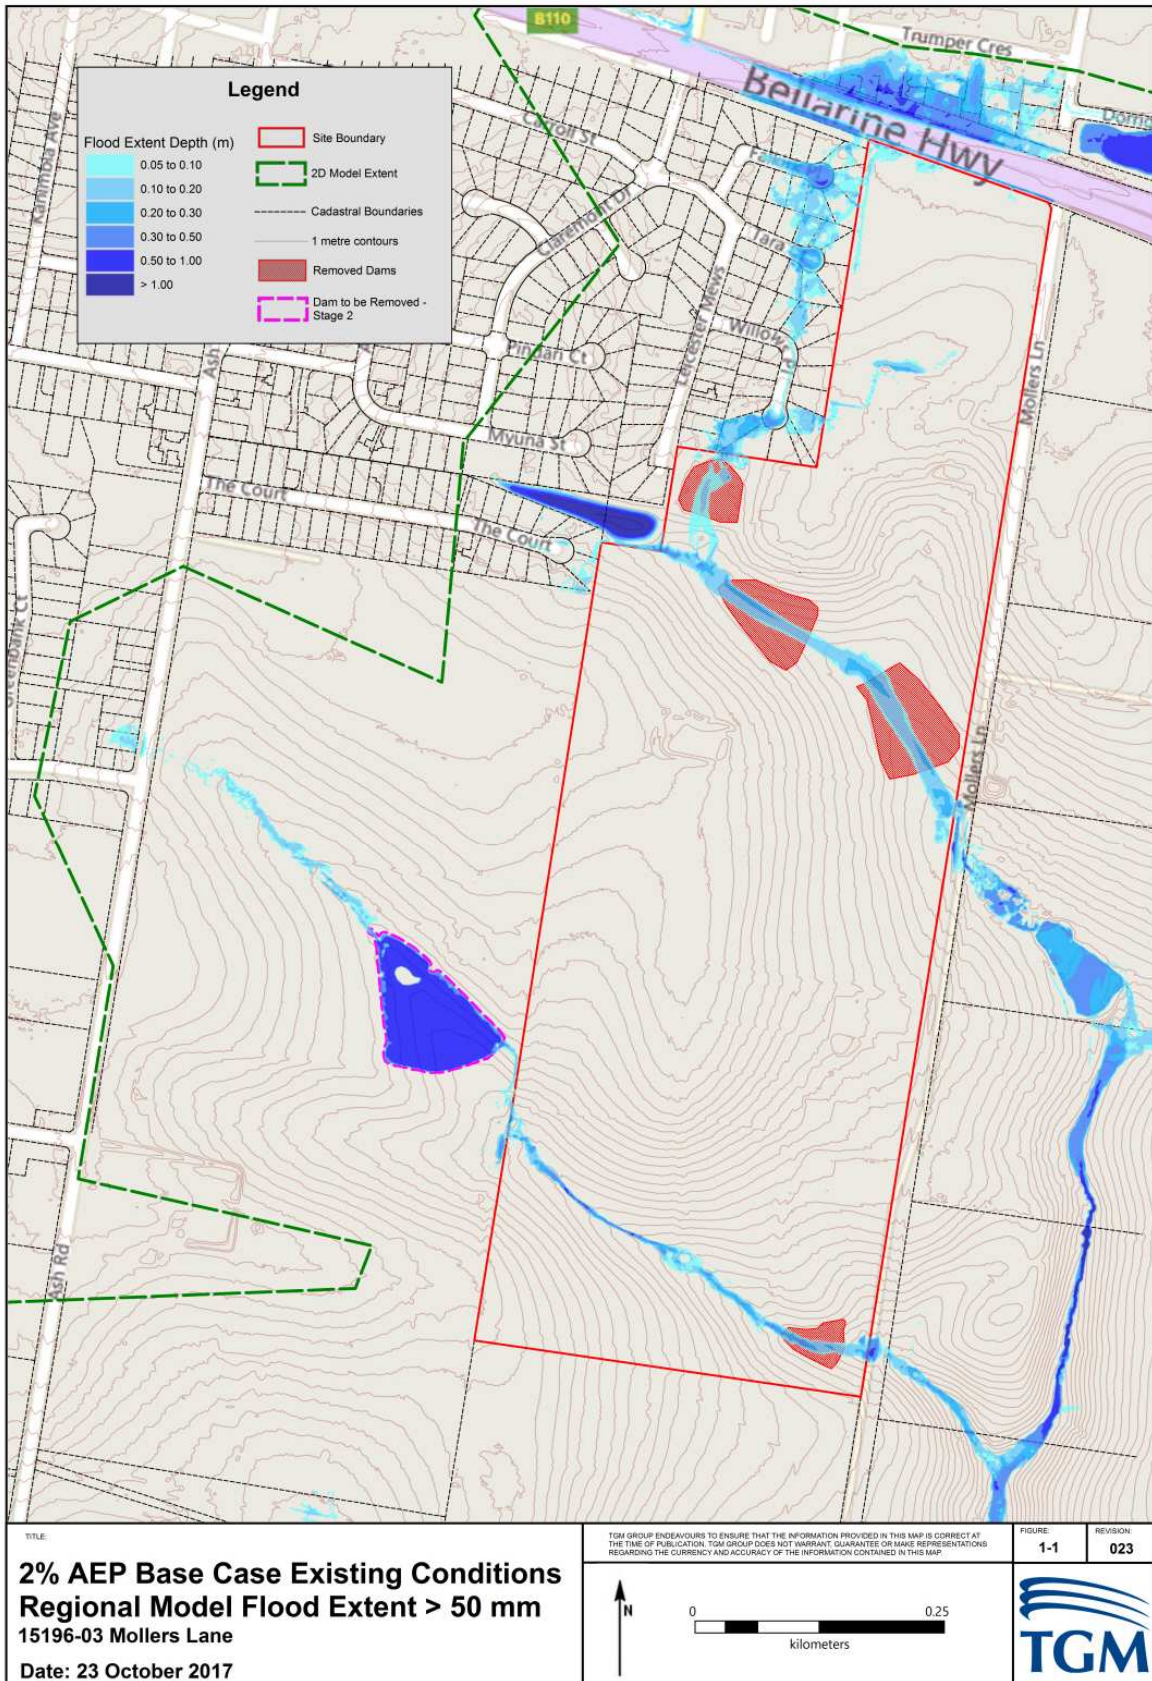 B110
Trumper Cres
Bellarine Hwy
Legend
Flood Extent Depth (m)
0.05 to 0.10
0.10 to 0.20
0.20 to 0.30
0.30 to 0.50
0.50 to 1.00
> 1.00
Site Boundary
2D Model Extent
Cadastral Boundaries
1 metre contours
Removed Dams
Dam to be Removed -
Stage 2
Carroll St
Kanimbla Ave
Claremont Dr
Tara
Leicester Mews
Pindari Ct
Ash
Mollers Ln
Myuna St
The Court
The Court
Greenbank Ct
Mollers Ln
Ash Rd
TITLE:
2% AEP Base Case Existing Conditions
Regional Model Flood Extent > 50 mm
15196-03 Mollers Lane
Date: 23 October 2017
TGM GROUP ENDEAVOURS TO ENSURE THAT THE INFORMATION PROVIDED IN THIS MAP IS CORRECT AT
THE TIME OF PUBLICATION. TGM GROUP DOES NOT WARRANT, GUARANTEE OR MAKE REPRESENTATIONS
REGARDING THE CURRENCY AND ACCURACY OF THE INFORMATION CONTAINED IN THIS MAP.
N
0 0.25
kilometers
FIGURE:
1-1
REVISION:
023
TGM